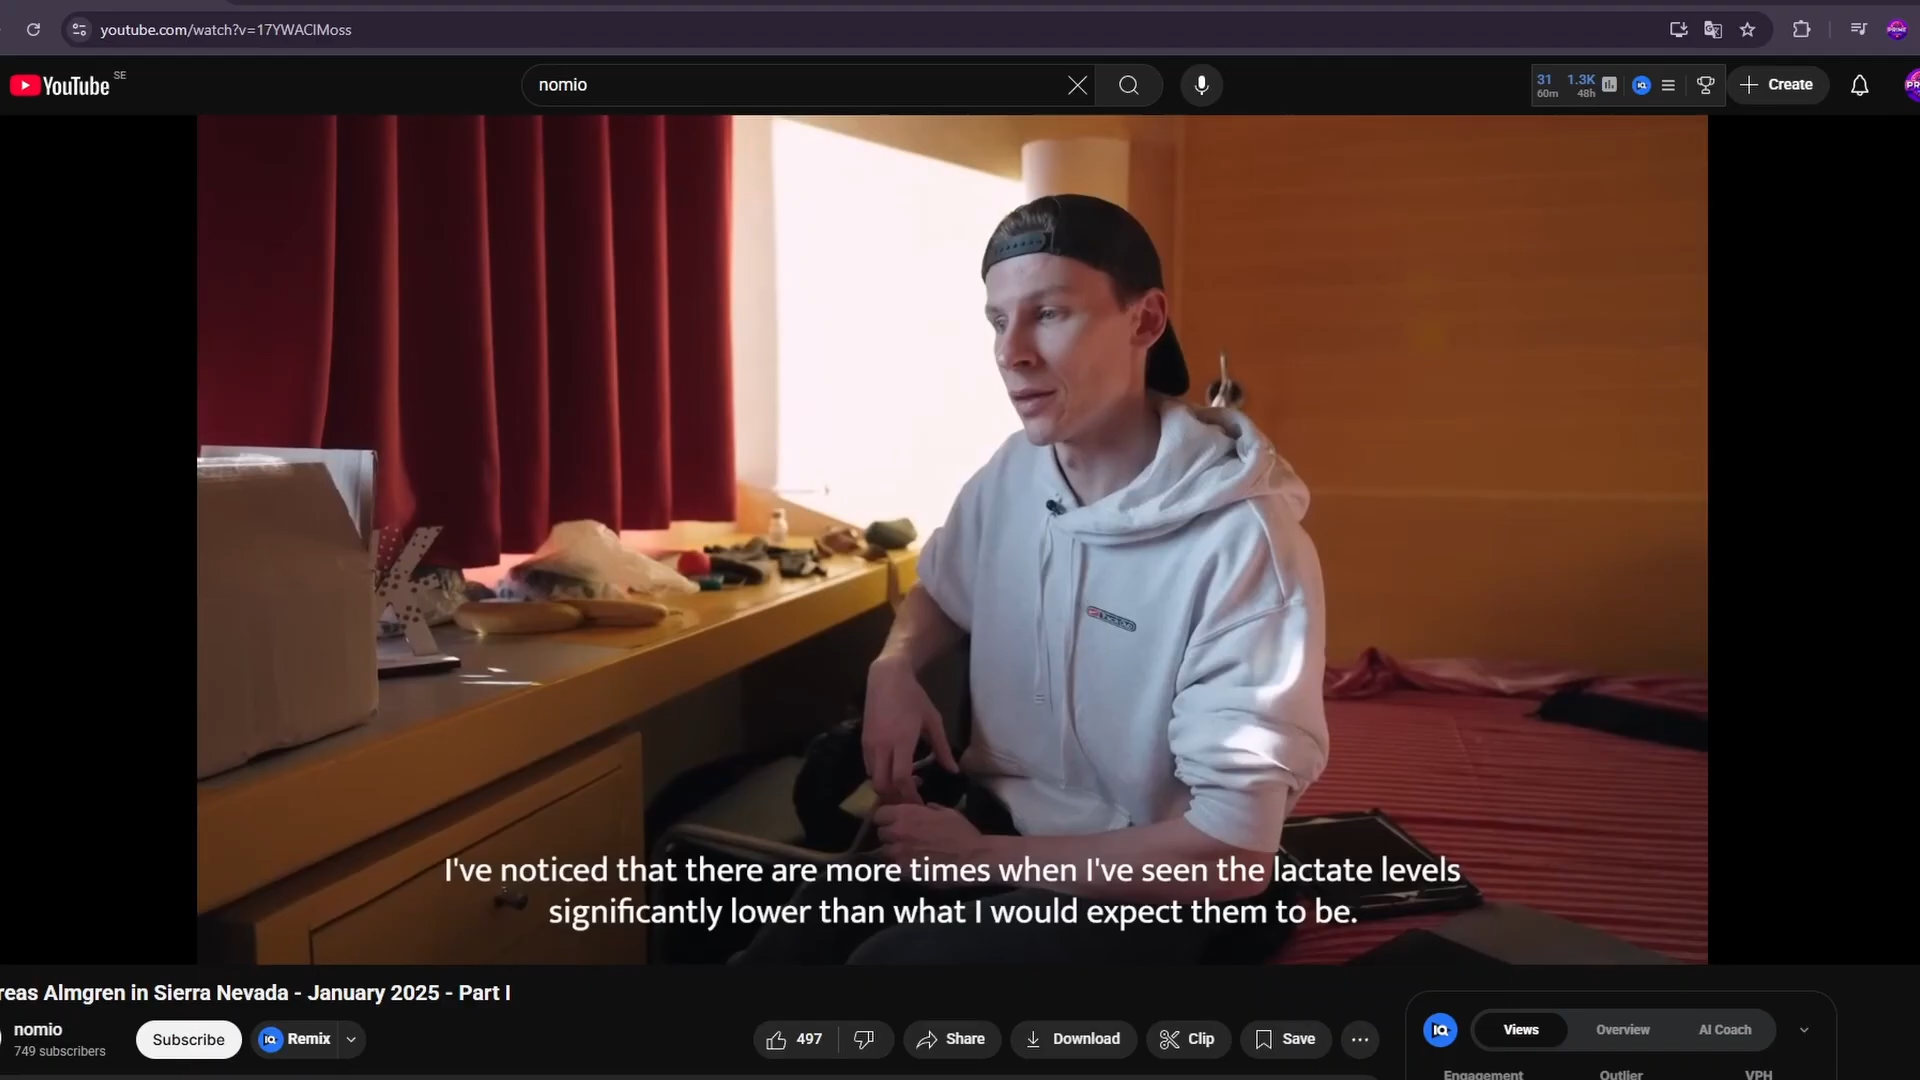 youtube.com/watch?v=17YWACIMoss
YouTube SE
nomio
31 1.3K
60m 48h
Create
I've noticed that there are more times when I've seen the lactate levels
significantly lower than what I would expect them to be.
reas Almgren in Sierra Nevada - January 2025 - Part I
nomio
749 subscribers
Subscribe
Remix
497
Share
Download
Clip
Save
Views
Overview
AI Coach
Engagement
Outlier
VPH